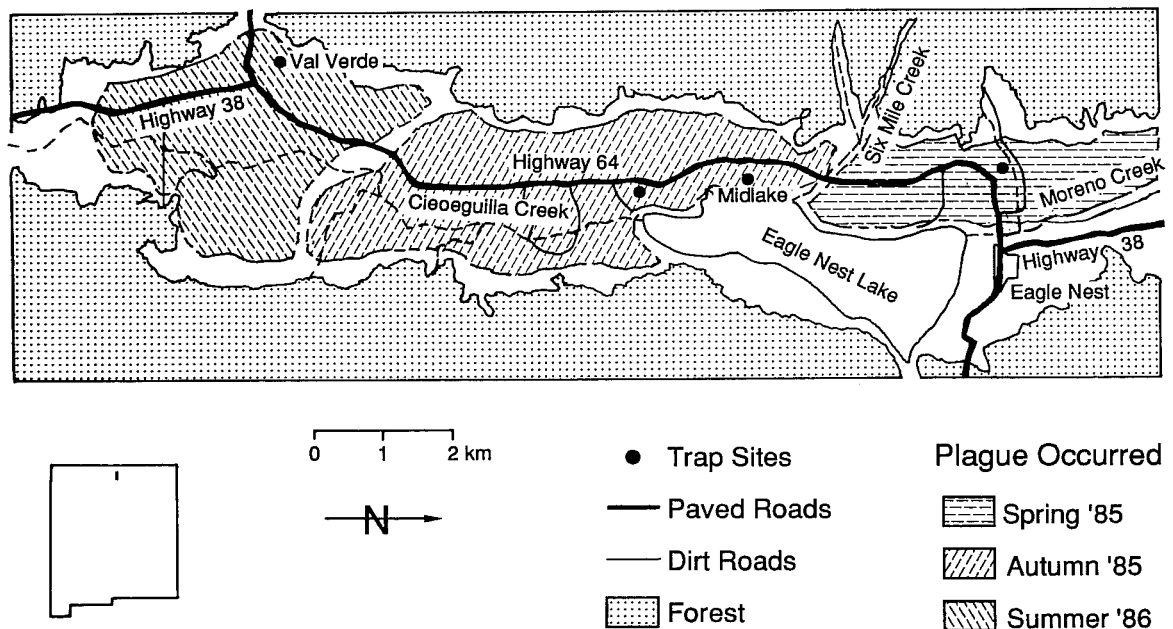 Val Verde
Highway 38
Highway 64
Cieoeguilla Creek
Midlake
Six Mile Creek
Moreno Creek
Eagle Nest Lake
Highway 38
Eagle Nest
0 1 2 km
N
Trap Sites
Paved Roads
Dirt Roads
Forest
Plague Occurred
Spring '85
Autumn '85
Summer '86